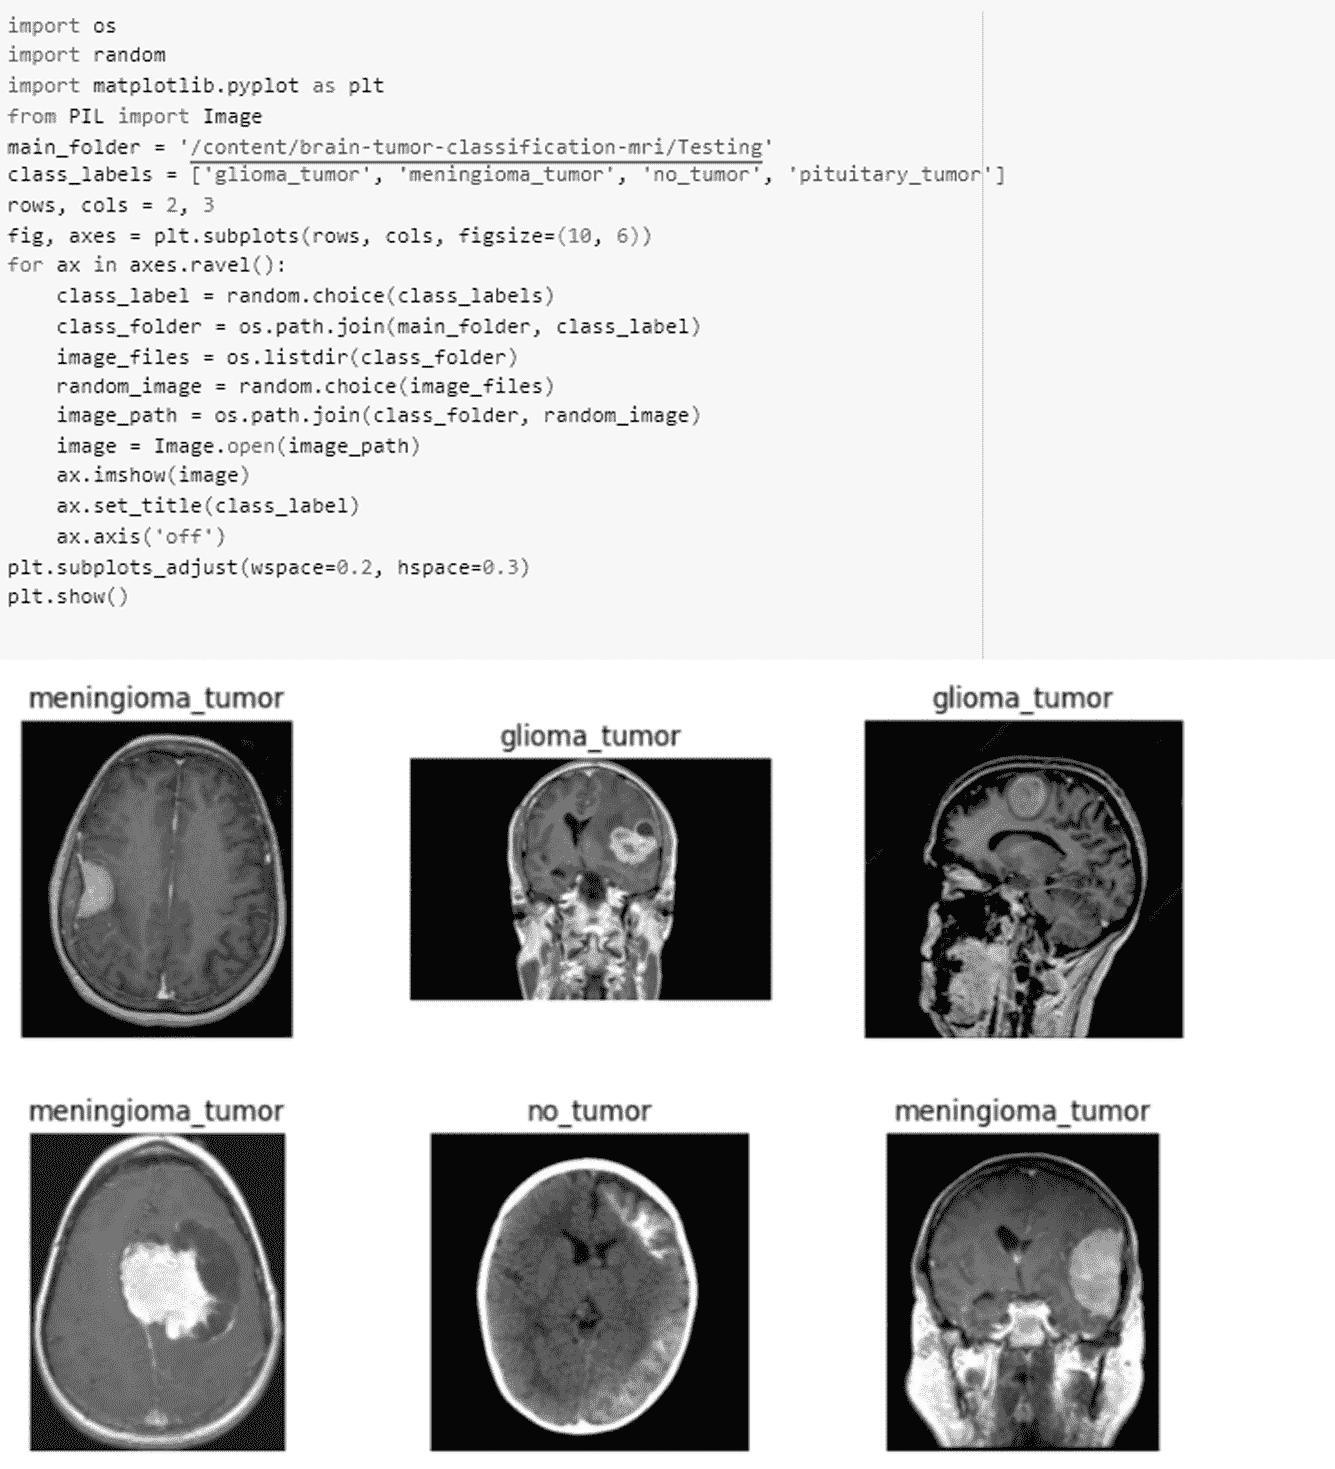 import os
import random
import matplotlib.pyplot as plt
from PIL import Image
main_folder = '/content/brain-tumor-classification-mri/Testing'
class_labels = ['glioma_tumor', 'meningioma_tumor', 'no_tumor', 'pituitary_tumor']
rows, cols = 2, 3
fig, axes = plt.subplots(rows, cols, figsize=(10, 6))
for ax in axes.ravel():
    class_label = random.choice(class_labels)
    class_folder = os.path.join(main_folder, class_label)
    image_files = os.listdir(class_folder)
    random_image = random.choice(image_files)
    image_path = os.path.join(class_folder, random_image)
    image = Image.open(image_path)
    ax.imshow(image)
    ax.set_title(class_label)
    ax.axis('off')
plt.subplots_adjust(wspace=0.2, hspace=0.3)
plt.show()
meningioma_tumor
glioma_tumor
glioma_tumor
meningioma_tumor
no_tumor
meningioma_tumor